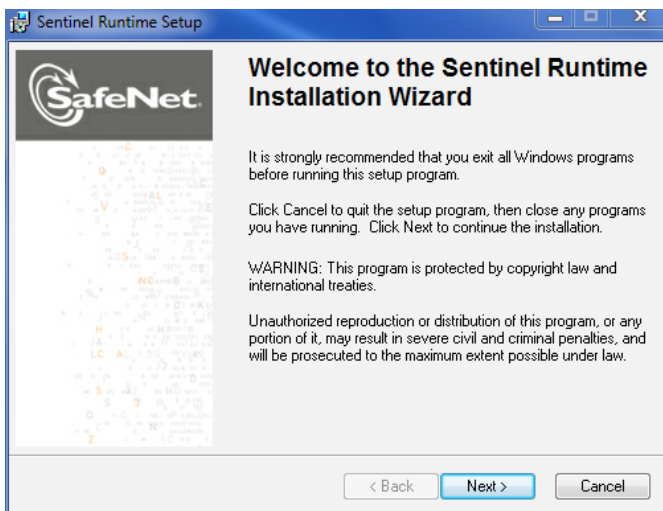 Sentinel Runtime Setup
SafeNet.
Welcome to the Sentinel Runtime
Installation Wizard
It is strongly recommended that you exit all Windows programs
before running this setup program.
Click Cancel to quit the setup program, then close any programs
you have running. Click Next to continue the installation.
WARNING: This program is protected by copyright law and
international treaties.
Unauthorized reproduction or distribution of this program, or any
portion of it, may result in severe civil and criminal penalties, and
will be prosecuted to the maximum extent possible under law.
< Back
Next >
Cancel